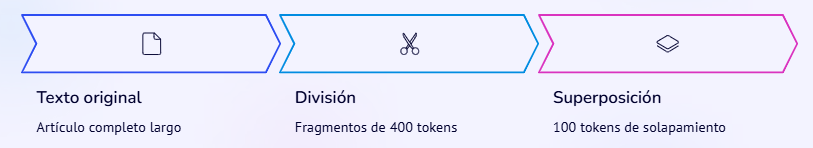 Texto original
Artículo completo largo
División
Fragmentos de 400 tokens
Superposición
100 tokens de solapamiento